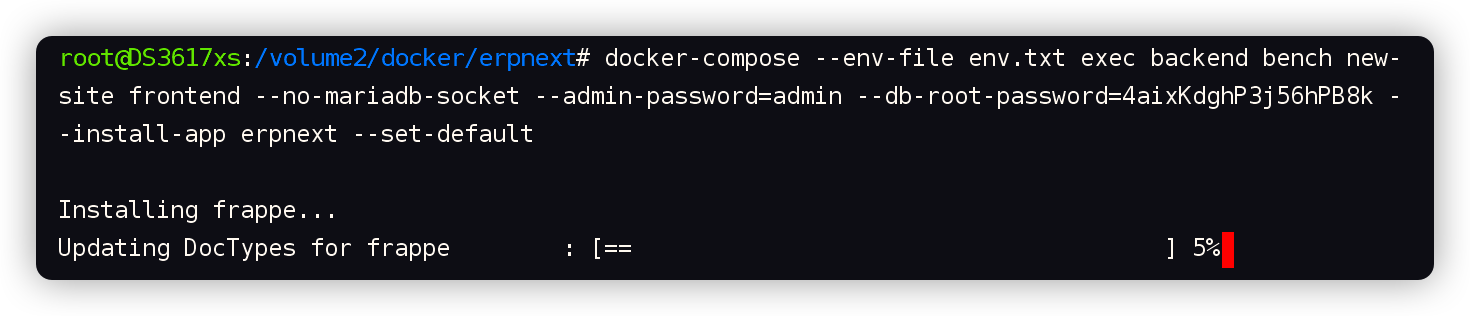 root@DS3617xs:/volume2/docker/erpnext# docker-compose --env-file env.txt exec backend bench new-
site frontend --no-mariadb-socket --admin-password=admin --db-root-password=4aixKdghP3j56hPB8k -
-install-app erpnext --set-default
Installing frappe...
Updating DocTypes for frappe        : [==                                      ] 5%